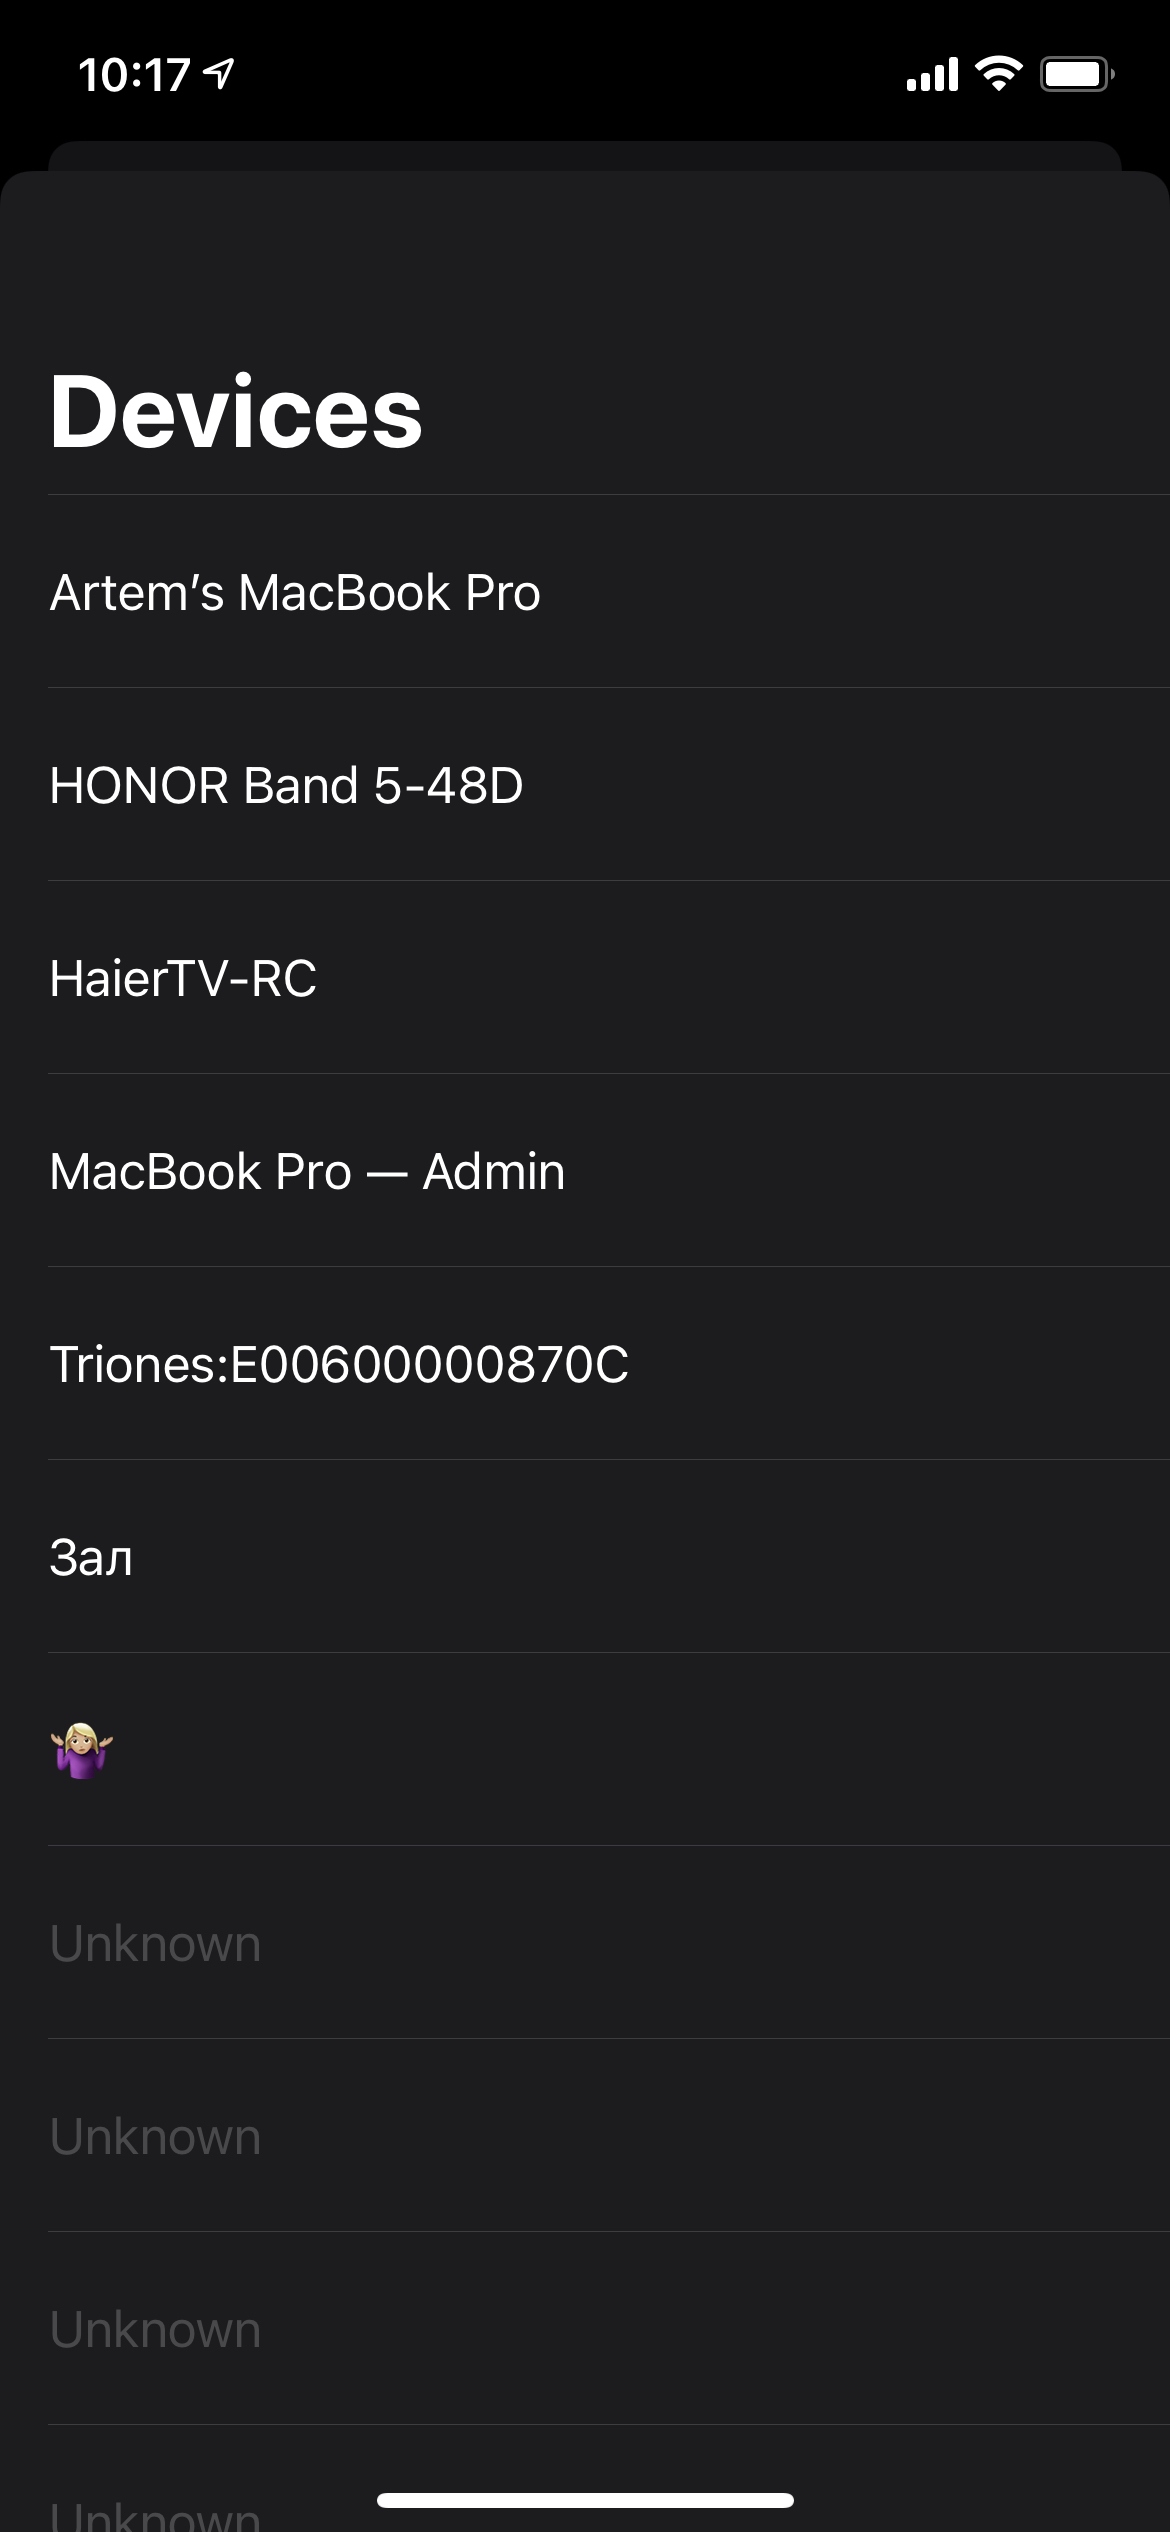 10:17
Devices
Artem’s MacBook Pro
HONOR Band 5-48D
HaierTV-RC
MacBook Pro — Admin
Triones:E00600000870C
Зал
🤷🏼‍♀️
Unknown
Unknown
Unknown
Unknown